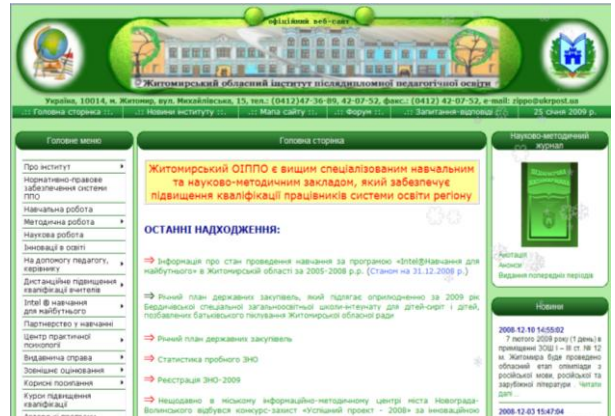 офіційний веб-сайт
Житомирський обласний інститут післядипломної педагогічної освіти
Україна, 10014, м. Житомир, вул. Михайлівська, 15, тел.: (0412)47-36-89, 42-07-52, факс.: (0412) 42-07-52, e-mail: zippo@ukrpost.ua
.:: Головна сторінка ::.
.:: Новини інституту ::.
.:: Мапа сайту ::.
.:: Форум ::.
.:: Запитання-відповіді
25 січня 2009 р.
Головне меню
Про інститут
Нормативно-правове
забезпечення системи
ППО
Навчальна робота
Методична робота
Наукова робота
Інновації в освіті
На допомогу педагогу,
керівнику
Дистанційне підвищення
кваліфікації вчителів
Intel ® навчання
для майбутнього
Партнерство у навчанні
Центр практичної
психології
Видавнича справа
Зовнішнє оцінювання
Корисні посилання
Курси підвищення
кваліфікації
Головна сторінка
Житомирський ОІППО є вищим спеціалізованим навчальним
та науково-методичним закладом, який забезпечує
підвищення кваліфікації працівників системи освіти регіону
ОСТАННІ НАДХОДЖЕННЯ:
Інформація про стан проведення навчання за програмою «Intel®Навчання для
майбутнього» в Житомирській області за 2005-2008 р.р. (Станом на 31.12.2008 р.)
Річний план державних закупівель, який підлягає оприлюдненню за 2009 рік
Бердичівської спеціальної загальноосвітньої школи-інтернату для дітей-сиріт і дітей,
позбавлених батьківського піклування Житомирської обласної ради
Річний план державних закупівель
Статистика пробного ЗНО
Реєстрація ЗНО-2009
Нещодавно в міському інформаційно-методичному центрі міста Новограда-
Волинського відбувся конкурс-захист «Успішний проект - 2008» за інноваційною
Науково-методичний
журнал
Анотація
Анонси
Видання попередніх періодів
Новини
2008-12-10 14:55:02
7 лютого 2009 року (1 день) в
приміщенні ЗОШ І – ІІІ ст. № 12
м. Житомира буде проведено
обласний етап олімпіади з
російської мови, російської та
зарубіжної літератури Читати
далі ...
2008-12-03 15:47:04